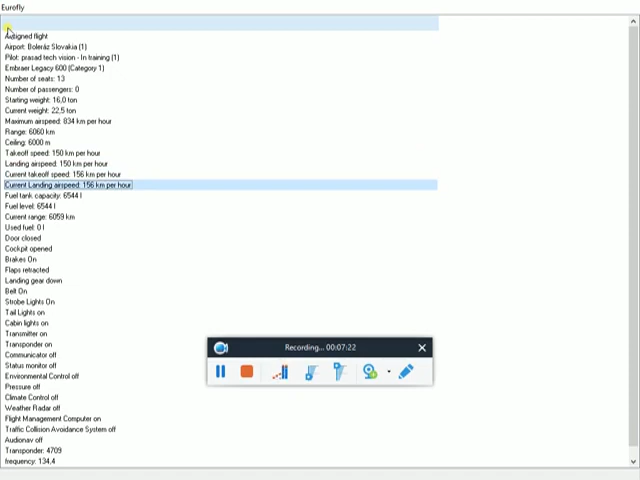 Eurofly
Assigned flight
Airport: Boleráz Slovakia (1)
Pilot: prasad tech vision - In training (1)
Embraer Legacy 600 (Category 1)
Number of seats: 13
Number of passengers: 0
Starting weight: 16,0 ton
Current weight: 22,5 ton
Maximum airspeed: 834 km per hour
Range: 6060 km
Ceiling: 6000 m
Takeoff speed: 150 km per hour
Landing airspeed: 150 km per hour
Current takeoff speed: 156 km per hour
Current Landing airspeed: 156 km per hour
Fuel tank capacity: 6544 l
Fuel level: 6544 l
Current range: 6059 km
Used fuel: 0 l
Door closed
Cockpit opened
Brakes On
Flaps retracted
Landing gear down
Belt On
Strobe Lights On
Tail Lights on
Cabin lights on
Transmitter on
Transponder on
Communicator off
Status monitor off
Environmental Control off
Pressure off
Climate Control off
Weather Radar off
Flight Management Computer on
Traffic Collision Avoidance System off
Audionav off
Transponder: 4709
frequency: 134,4
Recording... 00:07:22